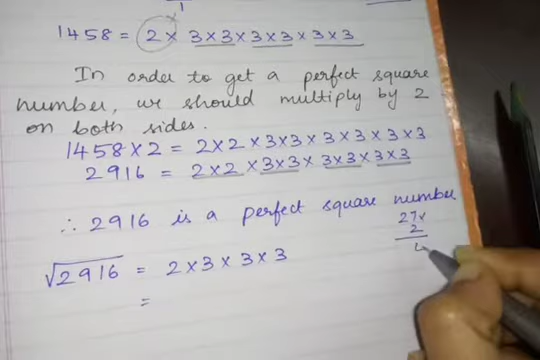 1458 = 2 × 3 × 3 × 3 × 3 × 3 × 3
In order to get a perfect square
number, we should multiply by 2
on both sides.
1458 × 2 = 2 × 2 × 3 × 3 × 3 × 3 × 3 × 3
2916 = 2 × 2 × 3 × 3 × 3 × 3 × 3 × 3
∴ 2916 is a perfect square number
27×
2
√2916 = 2 × 3 × 3 × 3
=